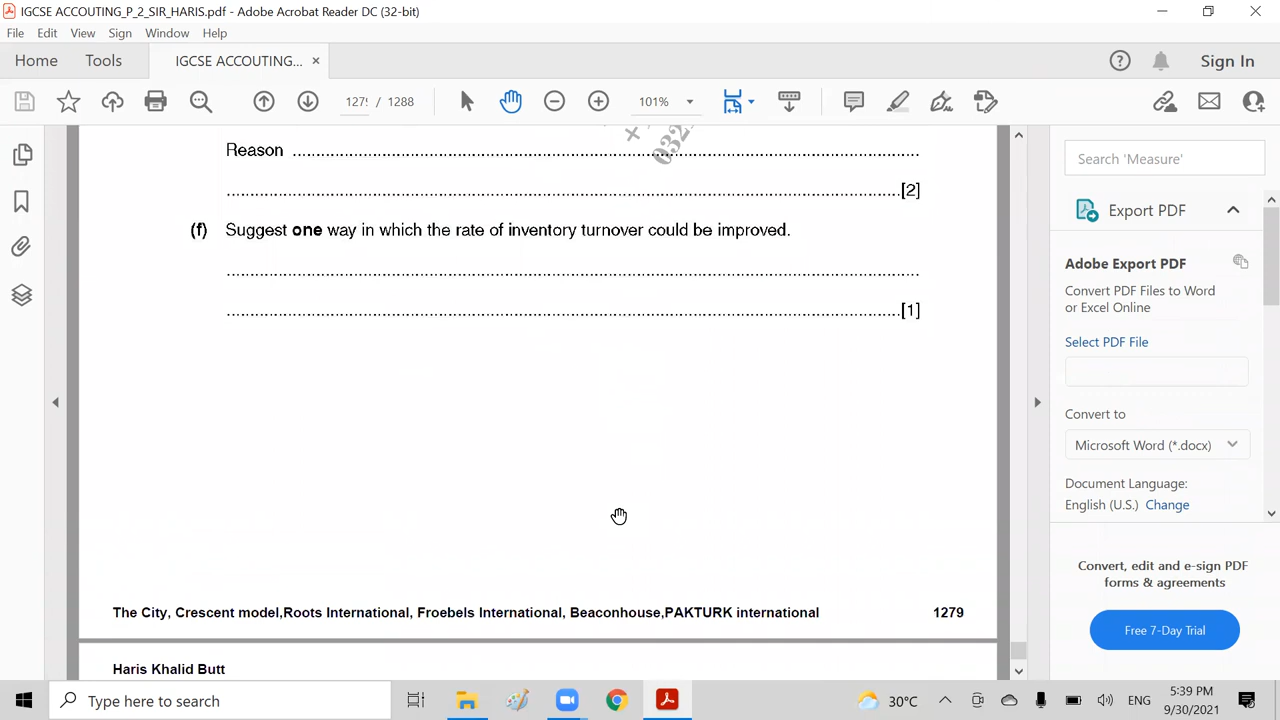 IGCSE ACCOUTING_P_2_SIR_HARIS.pdf - Adobe Acrobat Reader DC (32-bit)
File Edit View Sign Window Help
Home Tools IGCSE ACCOUTING... × Sign In
1279 / 1288 101%
Reason ....................................................................................................
....................................................................................................[2]
(f) Suggest one way in which the rate of inventory turnover could be improved.
....................................................................................................
....................................................................................................[1]
The City, Crescent model,Roots International, Froebels International, Beaconhouse,PAKTURK international 1279
Haris Khalid Butt
Search 'Measure'
Export PDF
Adobe Export PDF
Convert PDF Files to Word
or Excel Online
Select PDF File
Convert to
Microsoft Word (*.docx)
Document Language:
English (U.S.) Change
Convert, edit and e-sign PDF
forms & agreements
Free 7-Day Trial
Type here to search
30°C ENG 5:39 PM
9/30/2021